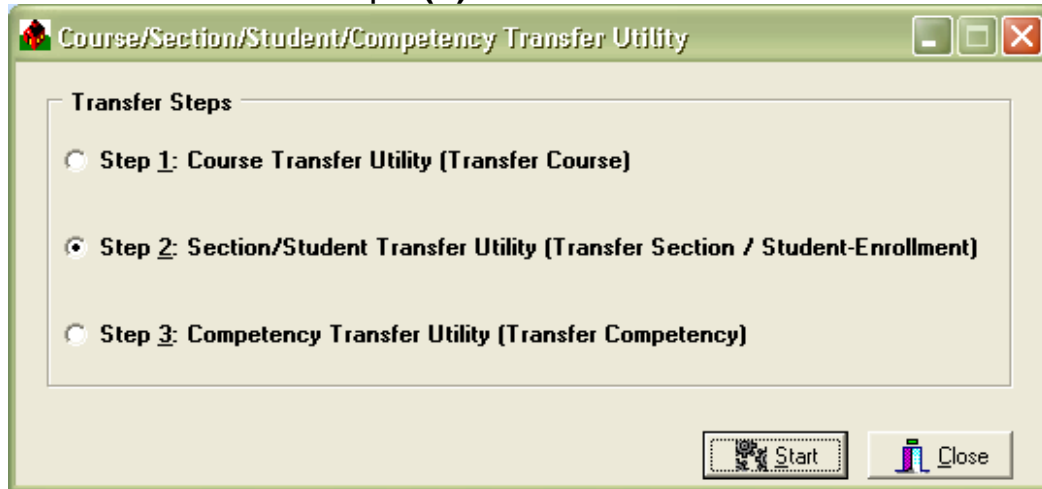 Course/Section/Student/Competency Transfer Utility
Transfer Steps
Step 1: Course Transfer Utility (Transfer Course)
Step 2: Section/Student Transfer Utility (Transfer Section / Student-Enrollment)
Step 3: Competency Transfer Utility (Transfer Competency)
Start Close